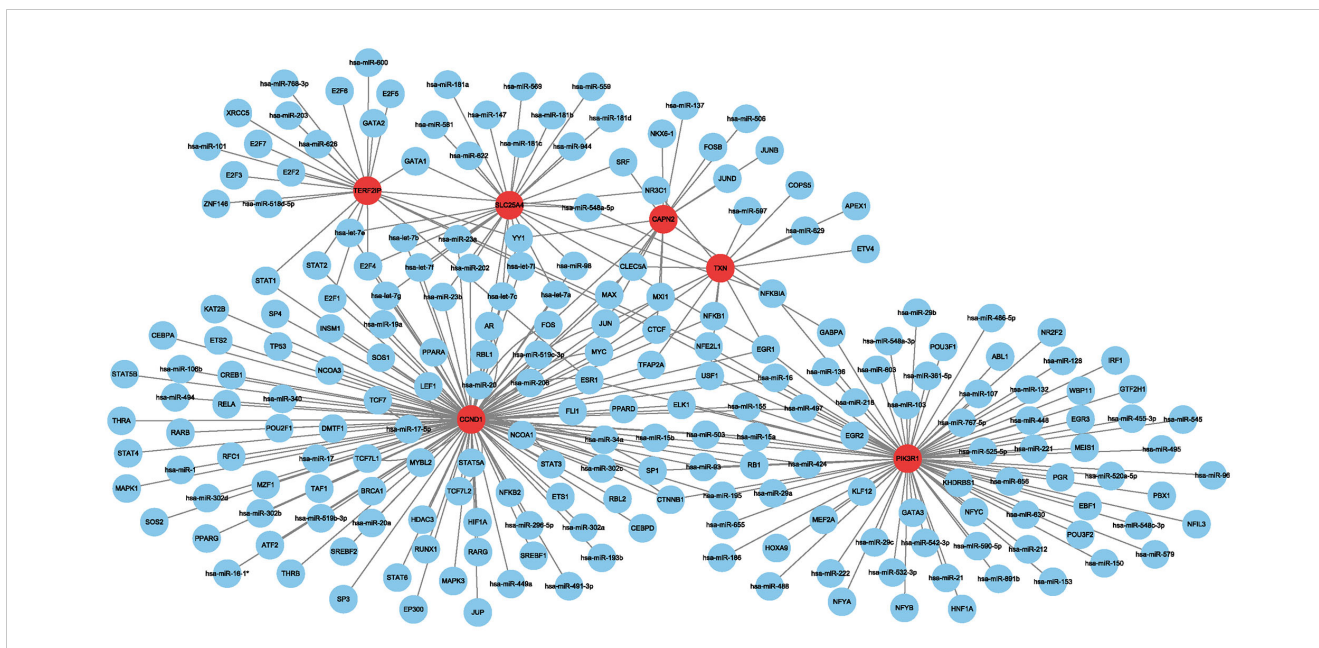 hsa-miR-600
hsa-miR-768-3p
E2F6
E2F5
hsa-miR-181a
hsa-miR-569
hsa-miR-559
hsa-miR-137
XRCC5
hsa-miR-203
GATA2
hsa-miR-147
hsa-miR-181b
hsa-miR-181d
hsa-miR-506
hsa-miR-581
NKX6-1
FOSB
JUNB
hsa-miR-101
E2F7
hsa-miR-626
hsa-miR-622
hsa-miR-181c
hsa-miR-944
GATA1
SRF
E2F3
E2F2
JUND
COPS5
TERF2IP
NR3C1
ZNF146
hsa-miR-518d-5p
SLC25A4
hsa-miR-548a-5p
CAPN2
hsa-miR-597
APEX1
hsa-let-7e
hsa-let-7b
hsa-miR-23a
YY1
hsa-miR-629
ETV4
STAT2
E2F4
hsa-let-7f
hsa-miR-202
hsa-let-7i
hsa-miR-98
CLEC5A
TXN
STAT1
E2F1
hsa-let-7g
hsa-miR-23b
hsa-let-7c
hsa-let-7a
MAX
MXI1
NFKBIA
KAT2B
SP4
INSM1
hsa-miR-19a
AR
FOS
JUN
CTCF
NFKB1
GABPA
hsa-miR-29b
hsa-miR-486-5p
CEBPA
ETS2
TP53
SOS1
PPARA
RBL1
hsa-miR-519c-3p
MYC
NFE2L1
EGR1
hsa-miR-548a-3p
POU3F1
NR2F2
STAT5B
hsa-miR-106b
CREB1
NCOA3
LEF1
hsa-miR-20
hsa-miR-206
ESR1
TFAP2A
USF1
hsa-miR-16
hsa-miR-136
hsa-miR-603
hsa-miR-361-5p
ABL1
hsa-miR-128
IRF1
hsa-miR-494
RELA
hsa-miR-340
TCF7
hsa-miR-107
hsa-miR-132
WBP11
GTF2H1
THRA
CCND1
FLI1
PPARD
ELK1
hsa-miR-155
hsa-miR-497
hsa-miR-218
hsa-miR-103
RARB
POU2F1
DMTF1
hsa-miR-17-5p
NCOA1
hsa-miR-34a
hsa-miR-15b
hsa-miR-503
hsa-miR-15a
EGR2
hsa-miR-767-5p
hsa-miR-448
EGR3
hsa-miR-455-3p
hsa-miR-545
STAT4
RFC1
hsa-miR-17
TCF7L1
MYBL2
STAT5A
STAT3
hsa-miR-302c
SP1
hsa-miR-93
RB1
hsa-miR-424
PIK3R1
hsa-miR-525-5p
hsa-miR-221
MEIS1
hsa-miR-495
MAPK1
hsa-miR-1
MZF1
TAF1
BRCA1
TCF7L2
NFKB2
ETS1
RBL2
CTNNB1
hsa-miR-195
hsa-miR-29a
KLF12
KHDRBS1
hsa-miR-656
PGR
hsa-miR-520a-5p
hsa-miR-96
SOS2
hsa-miR-302d
hsa-miR-302b
hsa-miR-519b-3p
hsa-miR-20a
HDAC3
HIF1A
hsa-miR-296-5p
hsa-miR-302a
CEBPD
hsa-miR-655
MEF2A
GATA3
NFYC
hsa-miR-630
EBF1
PBX1
PPARG
ATF2
SREBF2
RUNX1
RARG
SREBF1
hsa-miR-193b
hsa-miR-186
HOXA9
hsa-miR-29c
hsa-miR-542-3p
hsa-miR-590-5p
hsa-miR-212
POU3F2
hsa-miR-548c-3p
NFIL3
hsa-miR-16-1*
THRB
STAT6
MAPK3
hsa-miR-449a
hsa-miR-491-3p
hsa-miR-488
hsa-miR-222
hsa-miR-532-3p
hsa-miR-21
hsa-miR-891b
hsa-miR-153
hsa-miR-150
hsa-miR-579
SP3
EP300
JUP
NFYA
NFYB
HNF1A